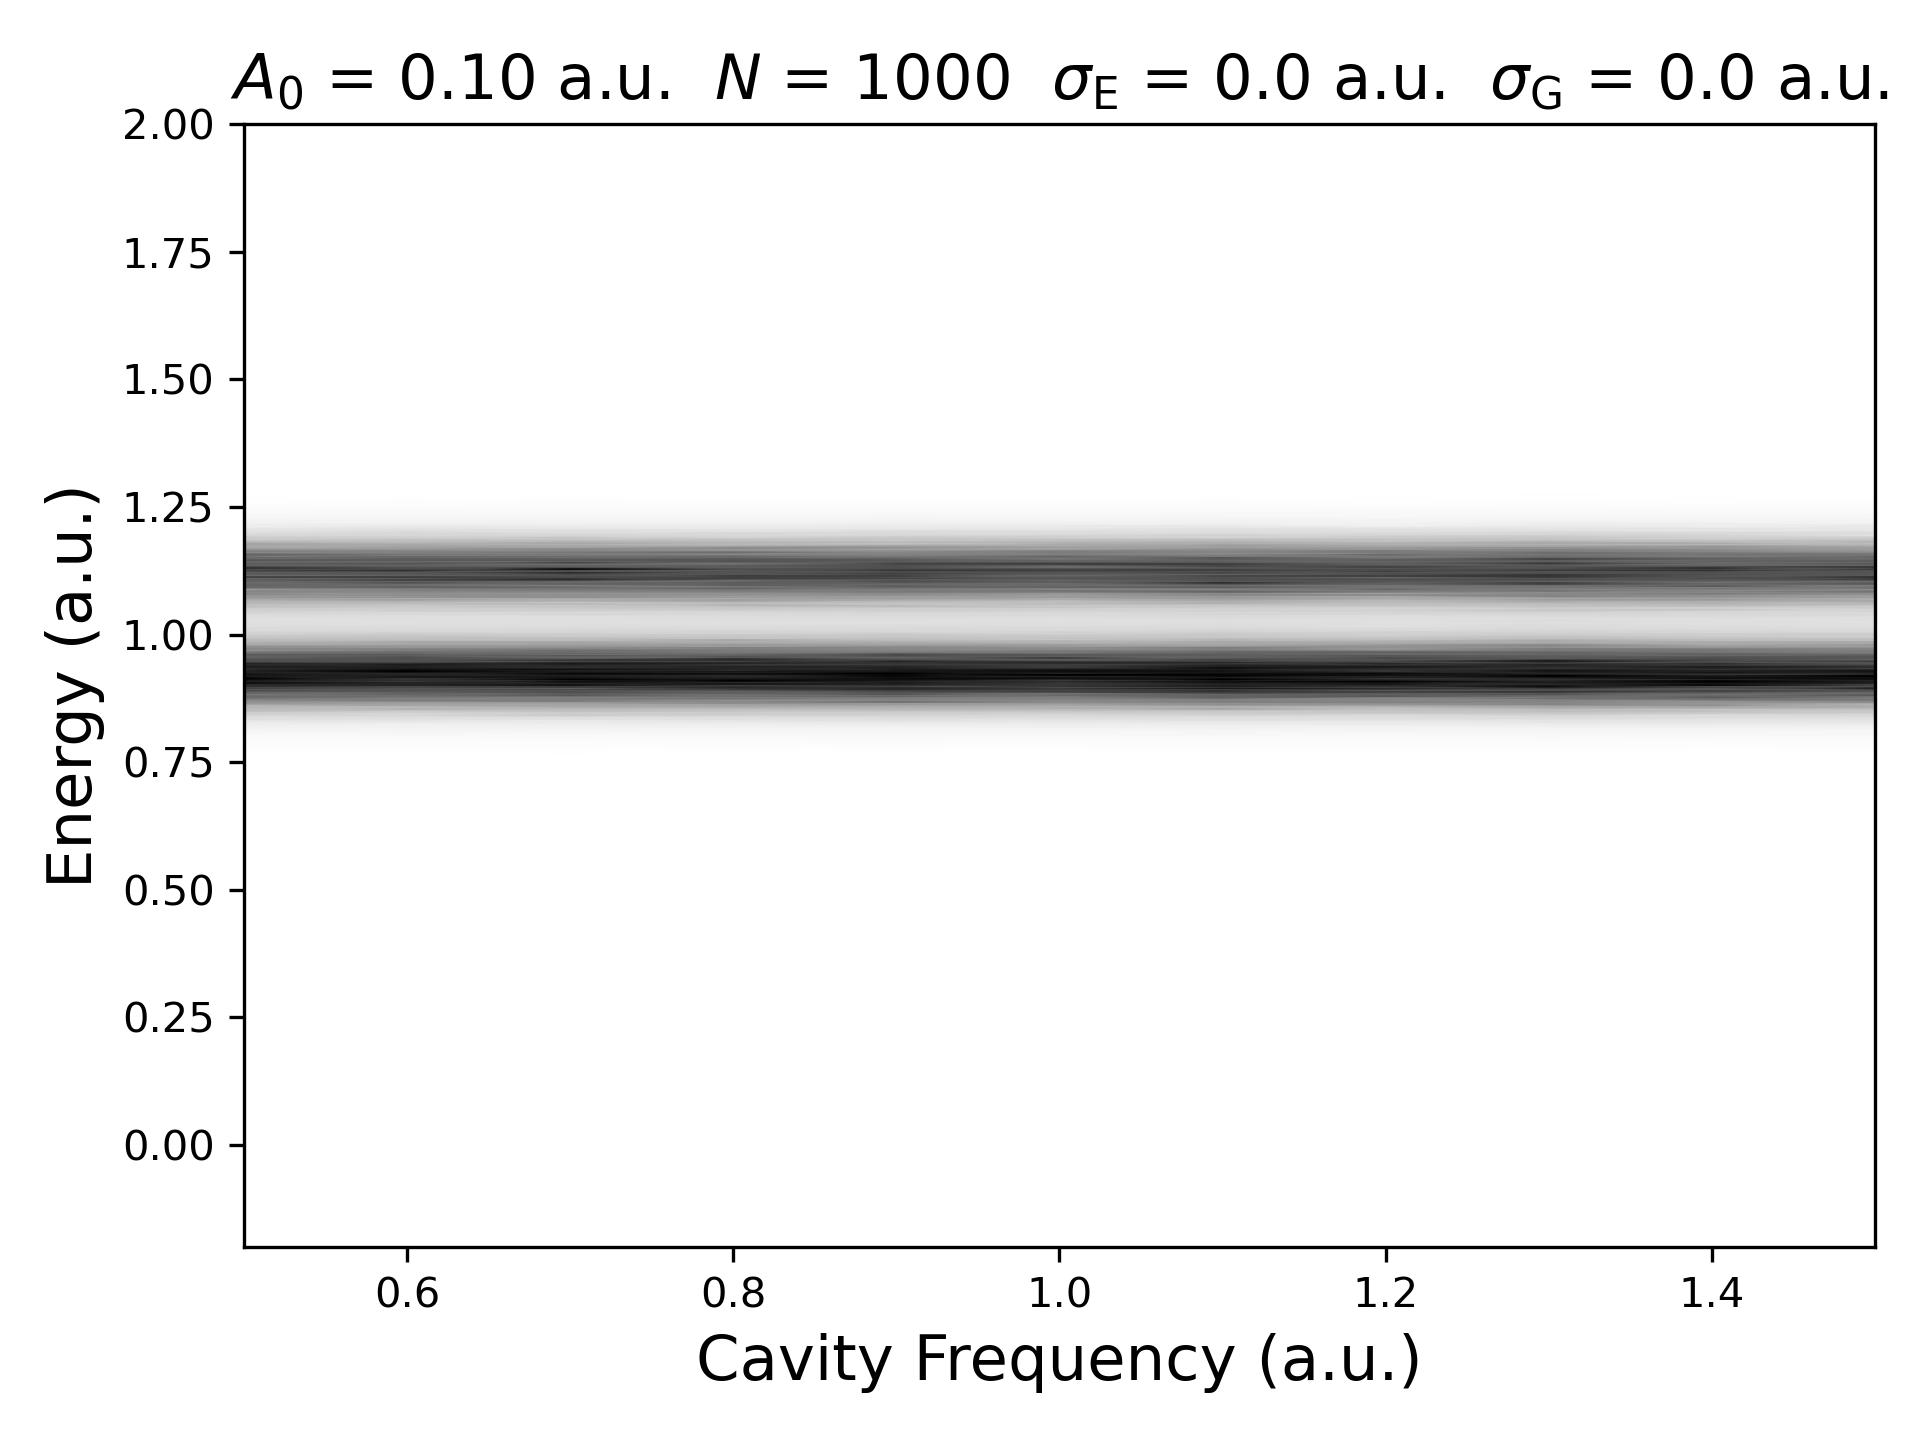 A0 = 0.10 a.u. N = 1000 σE = 0.0 a.u. σG = 0.0 a.u.
2.00
1.75
1.50
1.25
1.00
0.75
0.50
0.25
0.00
Energy (a.u.)
0.6 0.8 1.0 1.2 1.4
Cavity Frequency (a.u.)